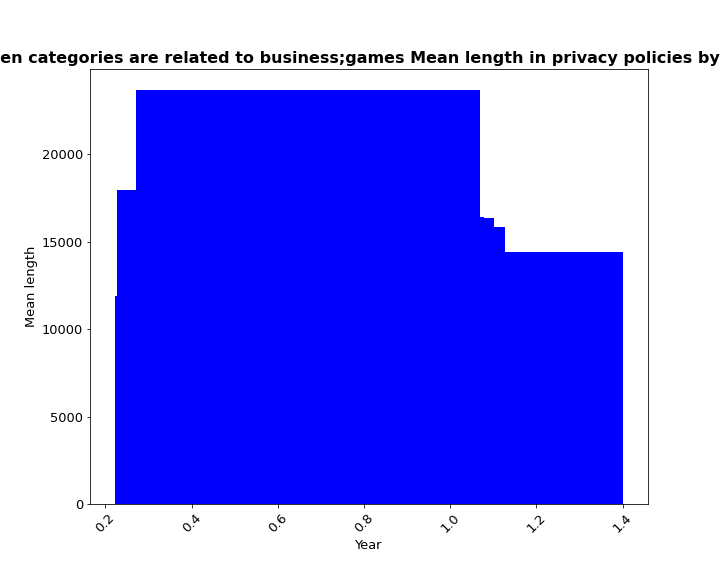 en categories are related to business;games Mean length in privacy policies by
20000
15000
10000
5000
0
Mean length
0.2 0.4 0.6 0.8 1.0 1.2 1.4
Year